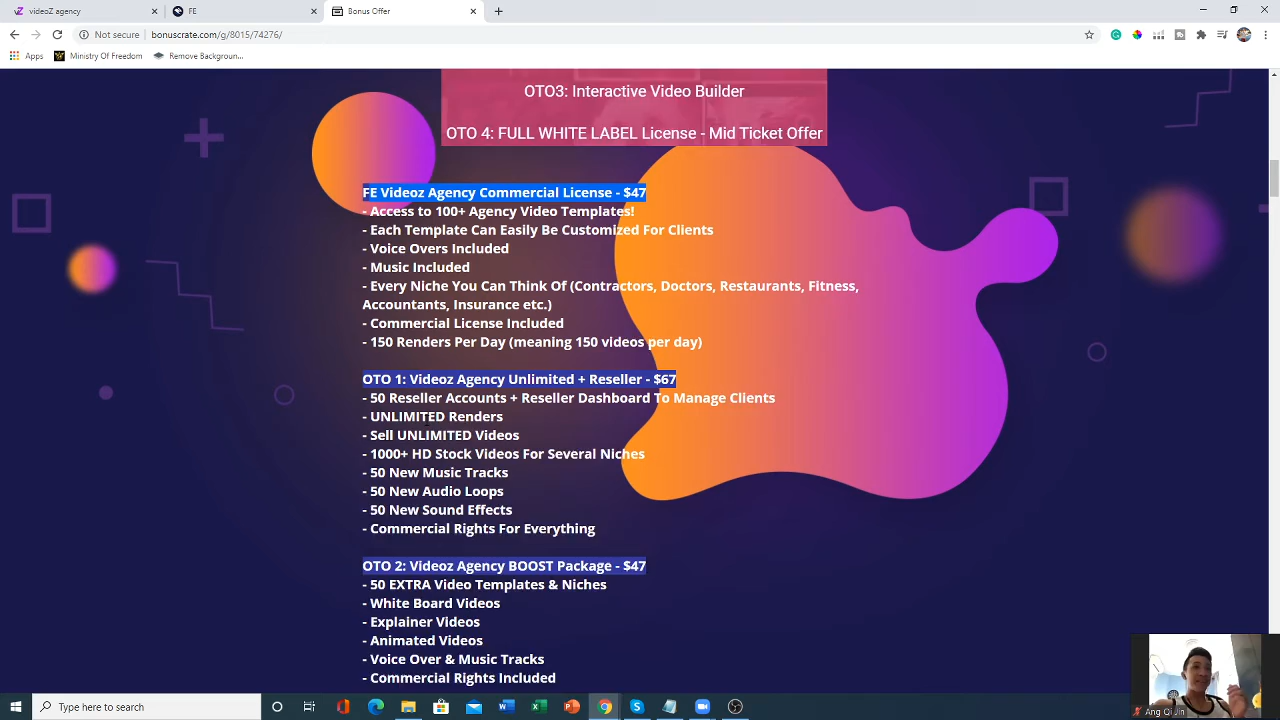 videoZ agency
FE
Bonus Offer
Not secure
bonuscrate.com/g/8015/74276/
Apps
Ministry Of Freedom
Remove Backgroun...
OTO3: Interactive Video Builder
OTO 4: FULL WHITE LABEL License - Mid Ticket Offer
FE Videoz Agency Commercial License - $47
- Access to 100+ Agency Video Templates!
- Each Template Can Easily Be Customized For Clients
- Voice Overs Included
- Music Included
- Every Niche You Can Think Of (Contractors, Doctors, Restaurants, Fitness,
Accountants, Insurance etc.)
- Commercial License Included
- 150 Renders Per Day (meaning 150 videos per day)
OTO 1: Videoz Agency Unlimited + Reseller - $67
- 50 Reseller Accounts + Reseller Dashboard To Manage Clients
- UNLIMITED Renders
- Sell UNLIMITED Videos
- 1000+ HD Stock Videos For Several Niches
- 50 New Music Tracks
- 50 New Audio Loops
- 50 New Sound Effects
- Commercial Rights For Everything
OTO 2: Videoz Agency BOOST Package - $47
- 50 EXTRA Video Templates & Niches
- White Board Videos
- Explainer Videos
- Animated Videos
- Voice Over & Music Tracks
- Commercial Rights Included
Type here to search
Ang Qi Jin